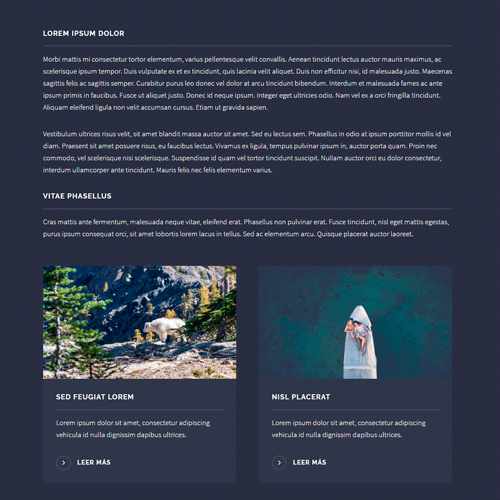 LOREM IPSUM DOLOR
Morbi mattis mi consectetur tortor elementum, varius pellentesque velit convallis. Aenean tincidunt lectus auctor mauris maximus, ac
scelerisque ipsum tempor. Duis vulputate ex et ex tincidunt, quis lacinia velit aliquet. Duis non efficitur nisi, id malesuada justo. Maecenas
sagittis felis ac sagittis semper. Curabitur purus leo donec vel dolor at arcu tincidunt bibendum. Interdum et malesuada fames ac ante
ipsum primis in faucibus. Fusce ut aliquet justo. Donec id neque ipsum. Integer eget ultricies odio. Nam vel ex a orci fringilla tincidunt.
Aliquam eleifend ligula non velit accumsan cursus. Etiam ut gravida sapien.
Vestibulum ultrices risus velit, sit amet blandit massa auctor sit amet. Sed eu lectus sem. Phasellus in odio at ipsum porttitor mollis id vel
diam. Praesent sit amet posuere risus, eu faucibus lectus. Vivamus ex ligula, tempus pulvinar ipsum in, auctor porta quam. Proin nec
commodo, vel scelerisque nisi scelerisque. Suspendisse id quam vel tortor tincidunt suscipit. Nullam auctor orci eu dolor consectetur,
interdum ullamcorper ante tincidunt. Mauris felis nec felis elementum varius.
VITAE PHASELLUS
Cras mattis ante fermentum, malesuada neque vitae, eleifend erat. Phasellus non pulvinar erat. Fusce tincidunt, nisl eget mattis egestas,
purus ipsum consequat orci, sit amet lobortis lorem lacus in tellus. Sed ac elementum arcu. Quisque placerat auctor laoreet.
SED FEUGIAT LOREM
Lorem ipsum dolor sit amet, consectetur adipiscing
vehicula id nulla dignissim dapibus ultrices.
LEER MÁS
NISL PLACERAT
Lorem ipsum dolor sit amet, consectetur adipiscing
vehicula id nulla dignissim dapibus ultrices.
LEER MÁS